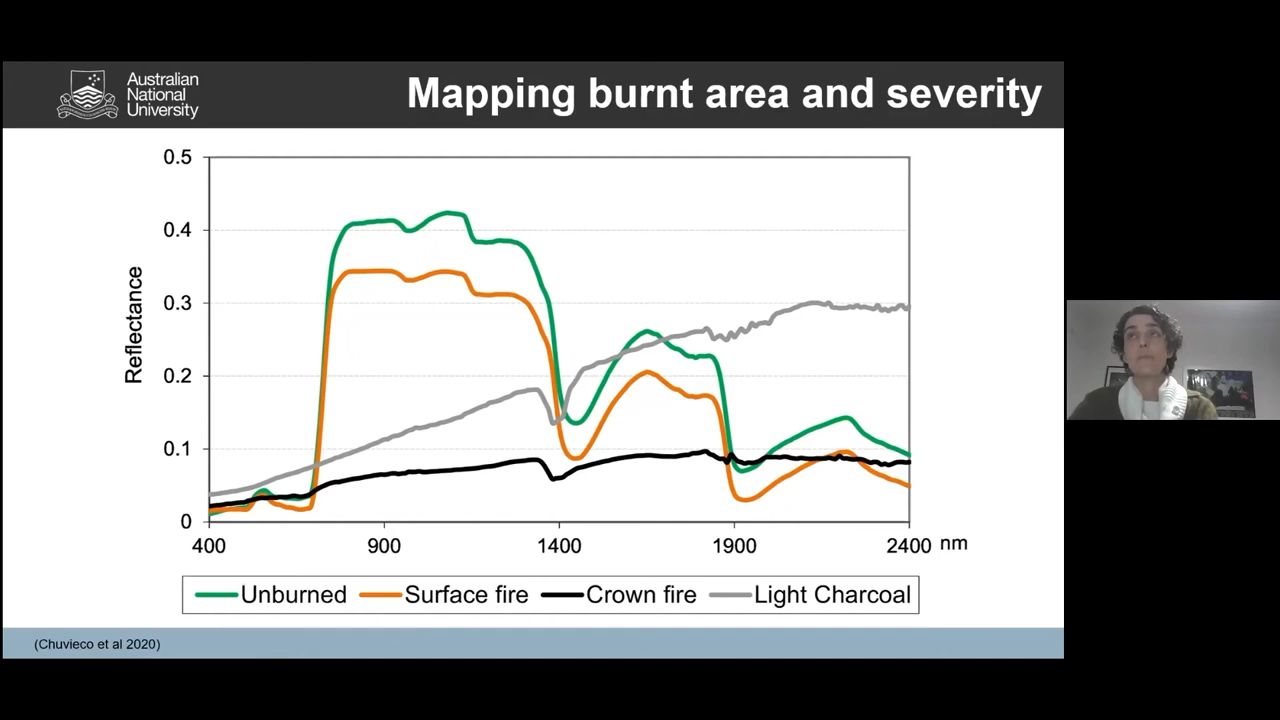 Australian
National
University
Mapping burnt area and severity
0.5
0.4
0.3
0.2
0.1
0
Reflectance
400 900 1400 1900 2400 nm
Unburned Surface fire Crown fire Light Charcoal
(Chuvieco et al 2020)